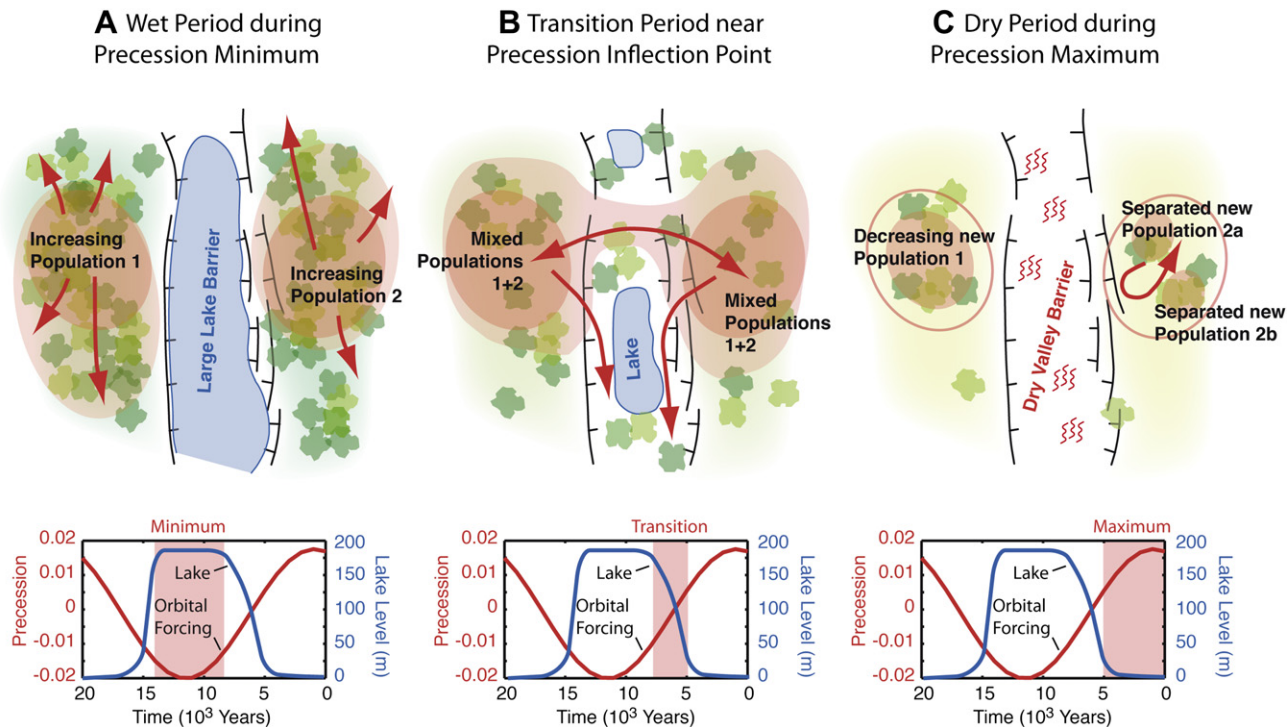 A Wet Period during
Precession Minimum
B Transition Period near
Precession Inflection Point
C Dry Period during
Precession Maximum
Increasing
Population 1
Large Lake Barrier
Increasing
Population 2
Mixed
Populations
1+2
Lake
Mixed
Populations
1+2
Decreasing new
Population 1
Dry Valley Barrier
Separated new
Population 2a
Separated new
Population 2b
Minimum
Precession
0.02
0.01
0
-0.01
-0.02
Lake
Orbital
Forcing
200
150
100
50
0
Lake Level (m)
20
15
10
5
0
Time (10³ Years)
Transition
Precession
0.02
0.01
0
-0.01
-0.02
Lake
Orbital
Forcing
200
150
100
50
0
Lake Level (m)
20
15
10
5
0
Time (10³ Years)
Maximum
Precession
0.02
0.01
0
-0.01
-0.02
Lake
Orbital
Forcing
200
150
100
50
0
Lake Level (m)
20
15
10
5
0
Time (10³ Years)